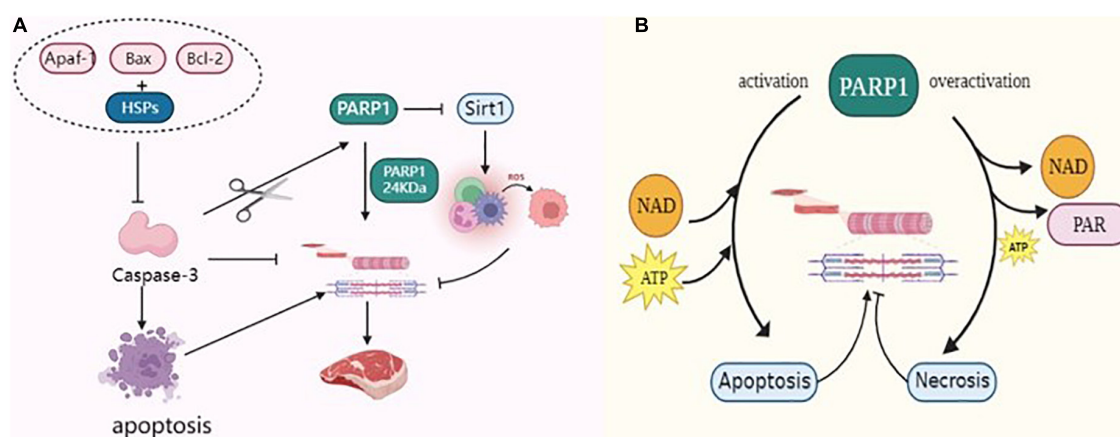 A
Apaf-1
Bax
Bcl-2
+
HSPs
PARP1
Sirt1
PARP1
24KDa
ROS
Caspase-3
apoptosis
B
activation
PARP1
overactivation
NAD
ATP
NAD
PAR
ATP
Apoptosis
Necrosis